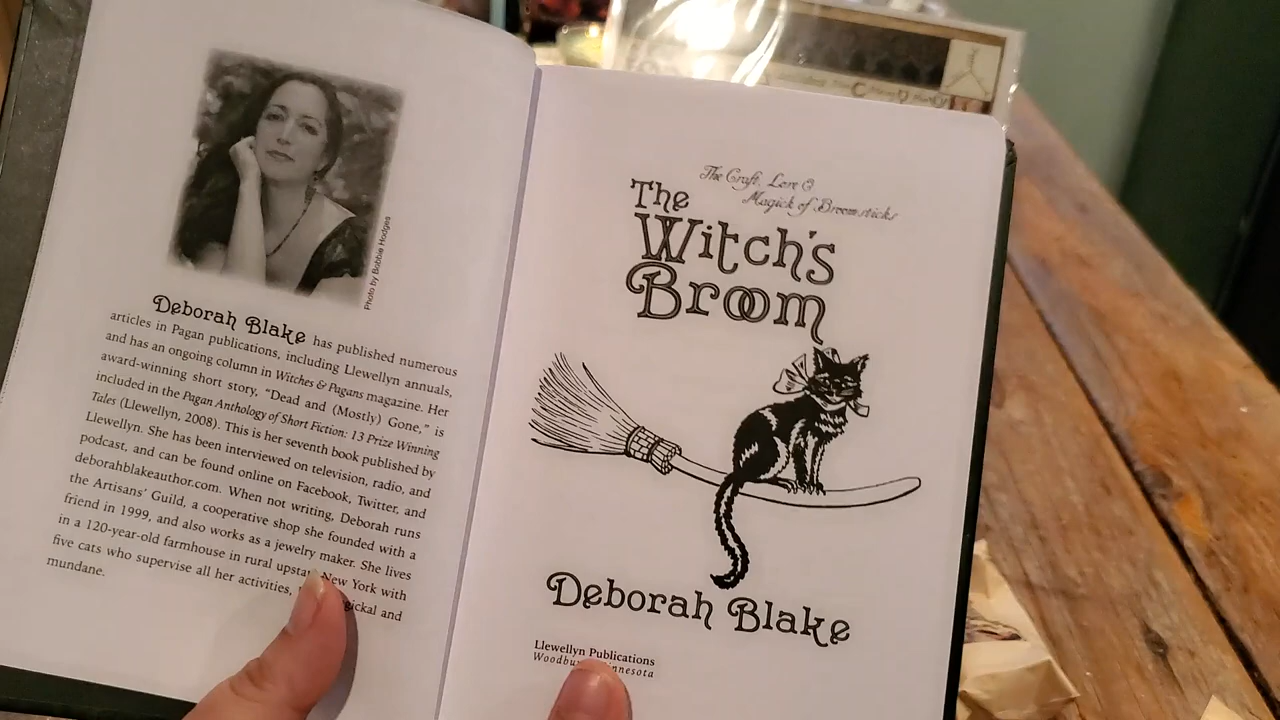 Photo by Bobbie Hodges
Deborah Blake has published numerous
articles in Pagan publications, including Llewellyn annuals,
and has an ongoing column in Witches & Pagans magazine. Her
award-winning short story, “Dead and (Mostly) Gone,” is
included in the Pagan Anthology of Short Fiction: 13 Prize Winning
Tales (Llewellyn, 2008). This is her seventh book published by
Llewellyn. She has been interviewed on television, radio, and
podcast, and can be found online on Facebook, Twitter, and
deborahblakeauthor.com. When not writing, Deborah runs
the Artisans’ Guild, a cooperative shop she founded with a
friend in 1999, and also works as a jewelry maker. She lives
in a 120-year-old farmhouse in rural upstate New York with
five cats who supervise all her activities, and
mundane.
The Craft, Lore &
Magick of Broomsticks
The
Witch's
Broom
Deborah Blake
Llewellyn Publications